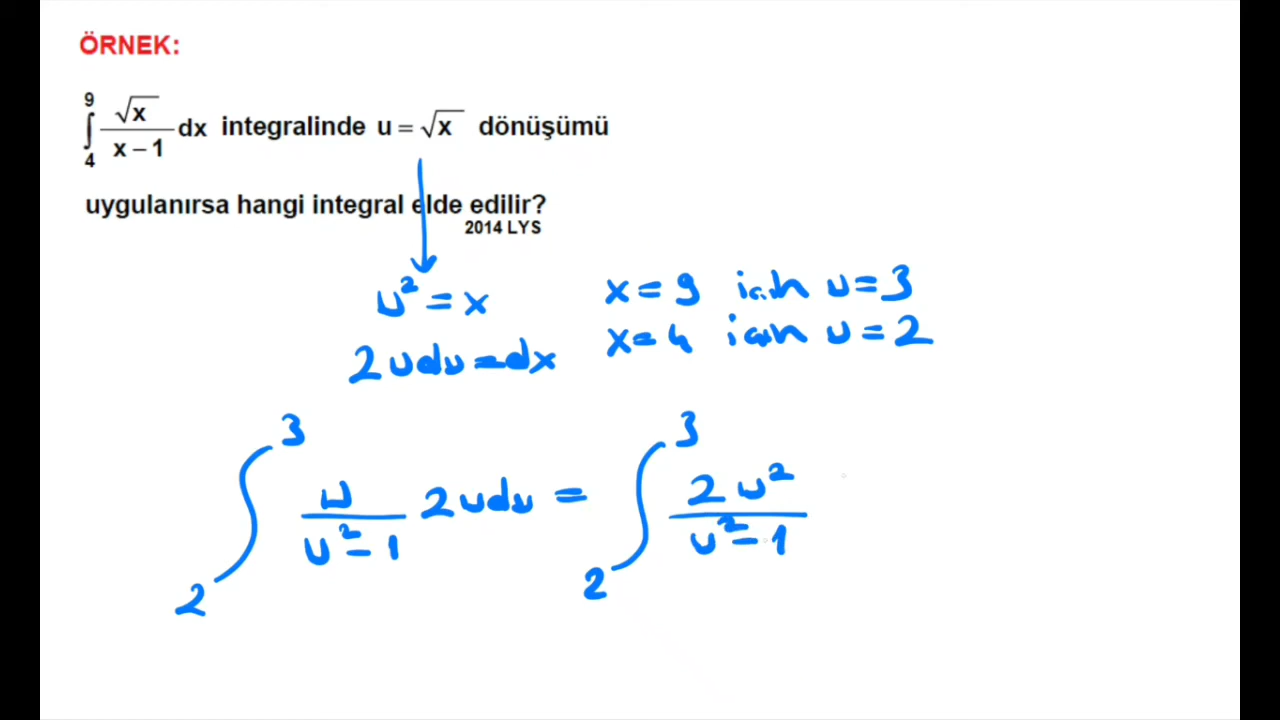 ÖRNEK:
∫₄⁹ √x / (x − 1) dx integralinde u = √x dönüşümü
uygulanırsa hangi integral elde edilir?
2014 LYS
u² = x
x = 9 için u = 3
2udu = dx
x = 4 için u = 2
∫₂³ u / (u² − 1) 2udu = ∫₂³ 2u² / (u² − 1)